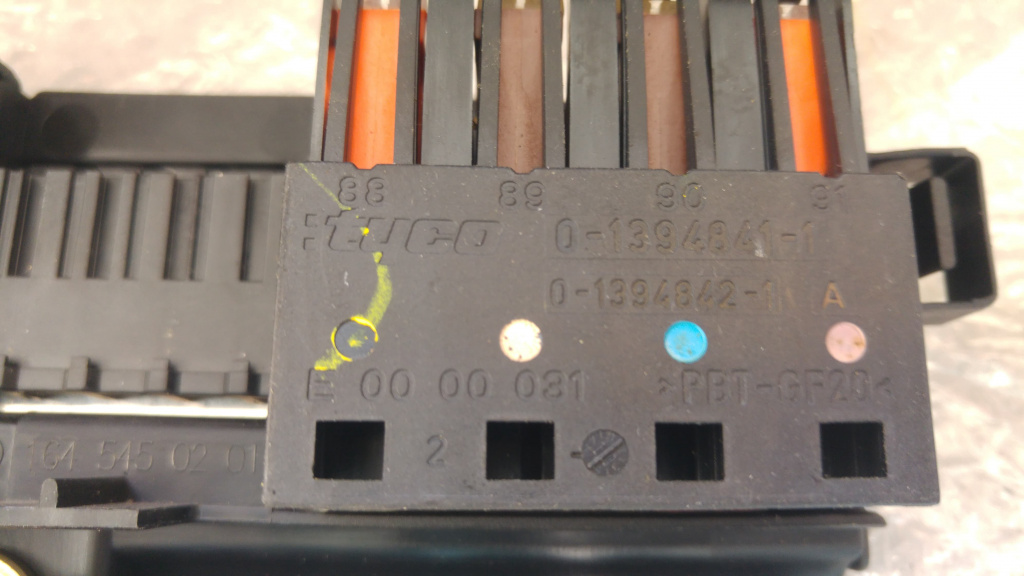 88 89 90 91
tyco 0-1394841-1
0-1394842-1 A
E 00 00 081 >PBT-GF20<
2
164 545 02 01